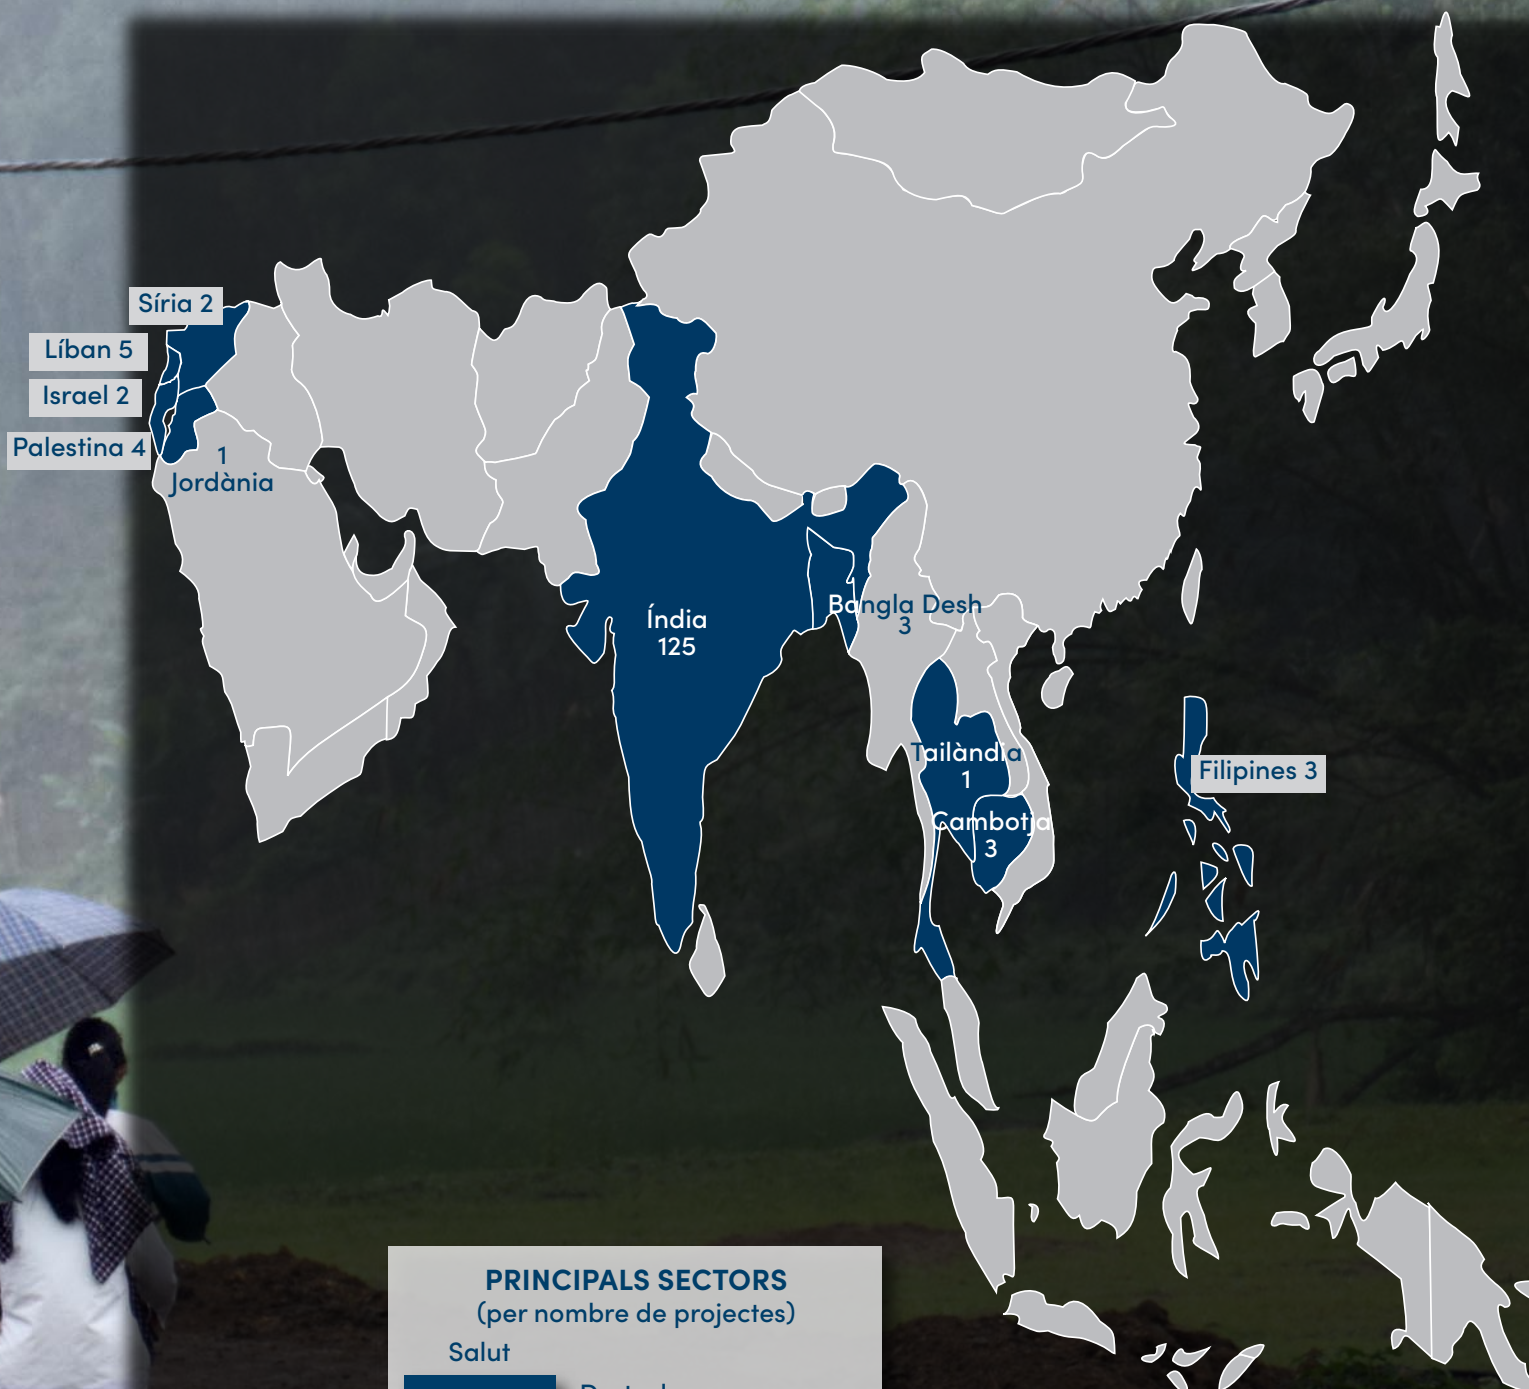 Síria 2
Líban 5
Israel 2
Palestina 4
1
Jordània
Índia
125
Bangla Desh
3
Tailàndia
1
Cambotja
3
Filipines 3
PRINCIPALS SECTORS
(per nombre de projectes)
Salut